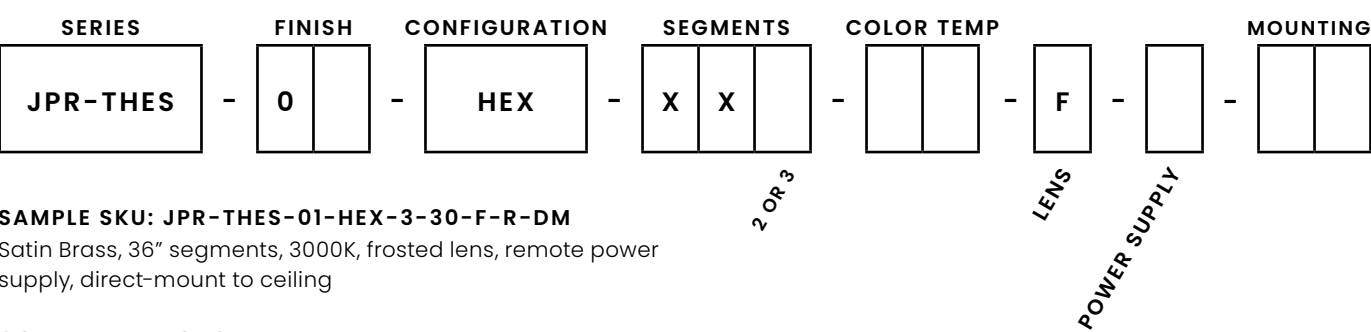 SERIES FINISH CONFIGURATION SEGMENTS COLOR TEMP MOUNTING
JPR-THES - 0 - HEX - X X - - F - -
2 OR 3
LENS
POWER SUPPLY
SAMPLE SKU: JPR-THES-01-HEX-3-30-F-R-DM
Satin Brass, 36” segments, 3000K, frosted lens, remote power
supply, direct-mount to ceiling